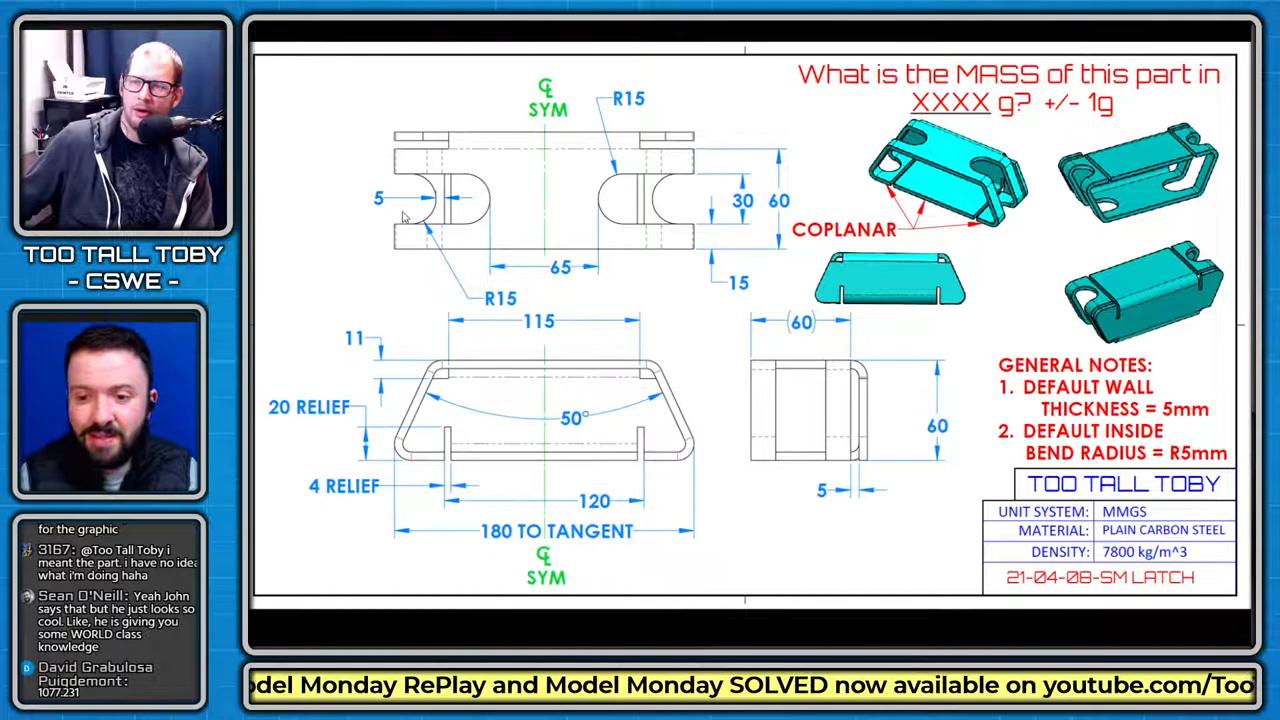 TOO TALL TOBY
- CSWE -
for the graphic
3167: @Too Tall Toby i
meant the part. i have no idea
what i'm doing haha
Sean O'Neill: Yeah John
says that but he just looks so
cool. Like, he is giving you
some WORLD class
knowledge
David Grabulosa
Puigdemont:
1077.231
What is the MASS of this part in
XXXX g? +/- 1g
COPLANAR
℄
SYM
R15
5
30
60
65
15
R15
115
11
20 RELIEF
50°
4 RELIEF
120
180 TO TANGENT
℄
SYM
(60)
60
5
GENERAL NOTES:
1. DEFAULT WALL
THICKNESS = 5mm
2. DEFAULT INSIDE
BEND RADIUS = R5mm
TOO TALL TOBY
UNIT SYSTEM: MMGS
MATERIAL: PLAIN CARBON STEEL
DENSITY: 7800 kg/m^3
21-04-08-SM LATCH
odel Monday RePlay and Model Monday SOLVED now available on youtube.com/Too